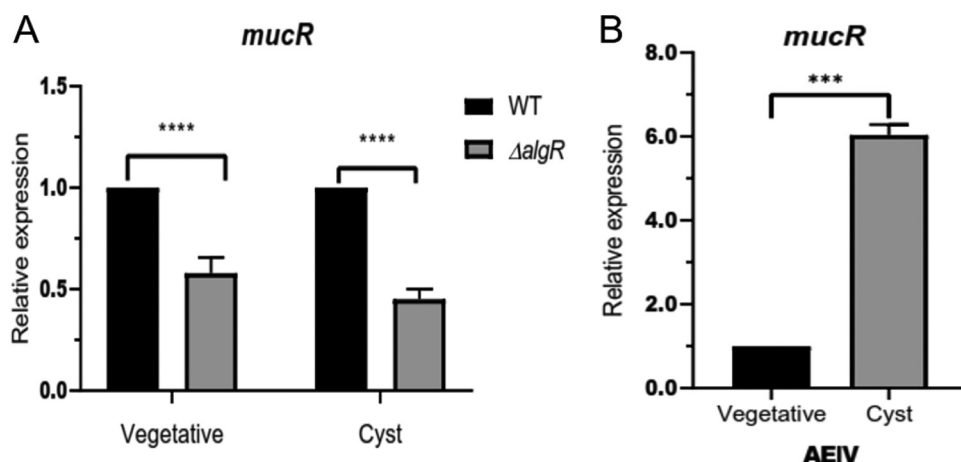 A
mucR
1.5
1.0
0.5
0.0
Relative expression
****
****
WT
ΔalgR
Vegetative
Cyst
B
mucR
8.0
6.0
4.0
2.0
0.0
Relative expression
***
Vegetative
Cyst
AEIV